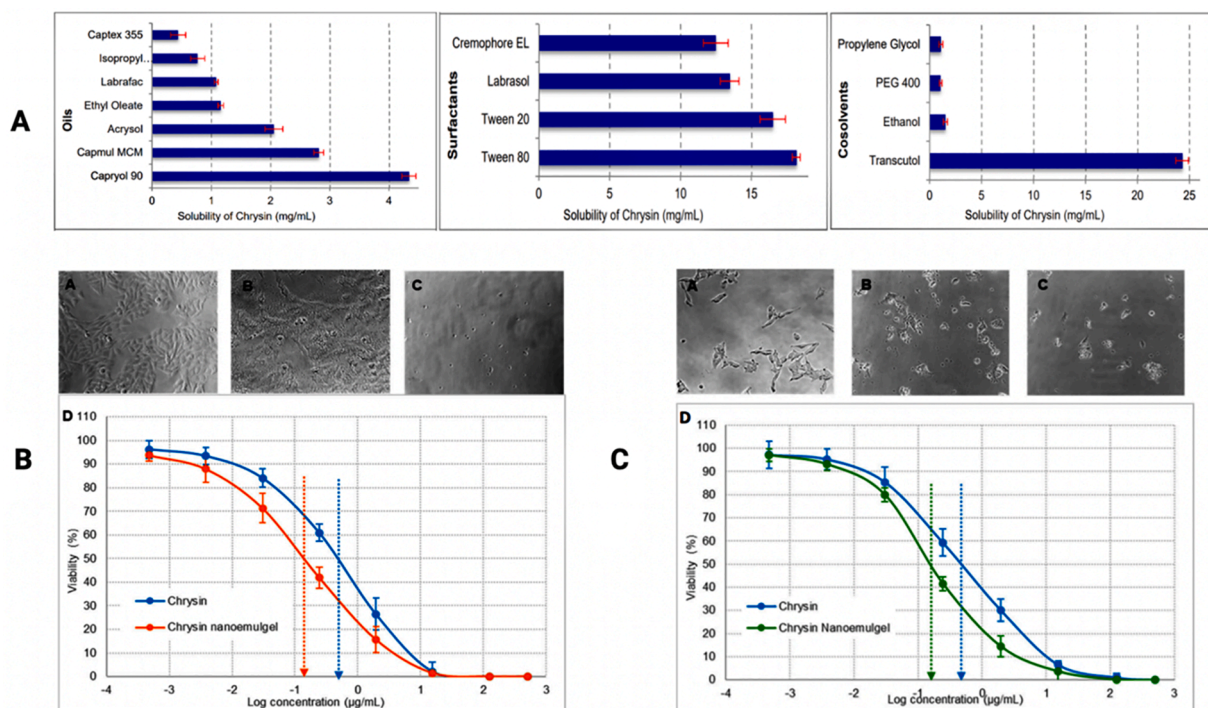 A
Oils
Captex 355
Isopropyl...
Labrafac
Ethyl Oleate
Acrysol
Capmul MCM
Capryol 90
0 1 2 3 4
Solubility of Chrysin (mg/mL)
Surfactants
Cremophore EL
Labrasol
Tween 20
Tween 80
0 5 10 15
Solubility of Chrysin (mg/mL)
Cosolvents
Propylene Glycol
PEG 400
Ethanol
Transcutol
0 5 10 15 20 25
Solubility of Chrysin (mg/mL)
B
A
B
C
D
Viability (%)
110
100
90
80
70
60
50
40
30
20
10
0
Chrysin
Chrysin nanoemulgel
-4 -3 -2 -1 0 1 2 3
Log concentration (µg/mL)
C
A
B
C
D
Viability (%)
110
100
90
80
70
60
50
40
30
20
10
0
Chrysin
Chrysin Nanoemulgel
-4 -3 -2 -1 0 1 2 3
Log concentration (µg/mL)